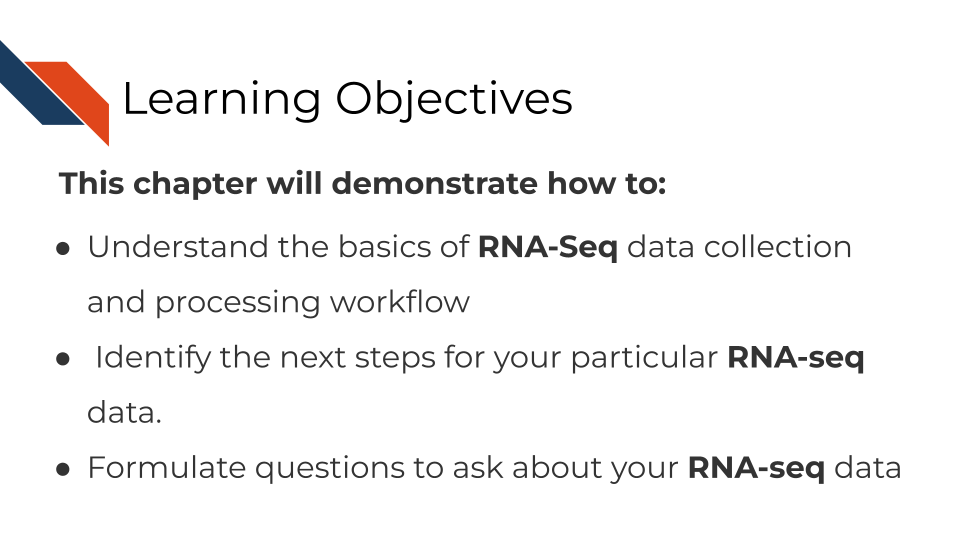 Learning Objectives
This chapter will demonstrate how to:
● Understand the basics of RNA-Seq data collection
and processing workflow
● Identify the next steps for your particular RNA-seq
data.
● Formulate questions to ask about your RNA-seq data